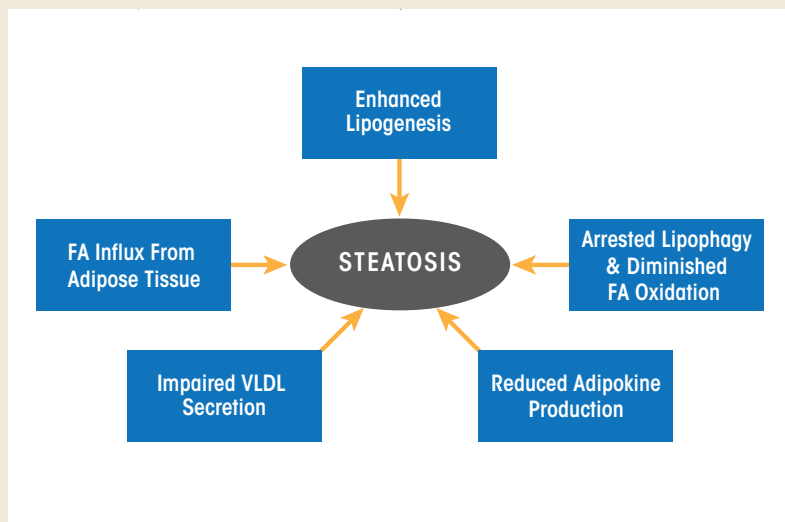 Enhanced
Lipogenesis
FA Influx From
Adipose Tissue
STEATOSIS
Arrested Lipophagy
& Diminished
FA Oxidation
Impaired VLDL
Secretion
Reduced Adipokine
Production